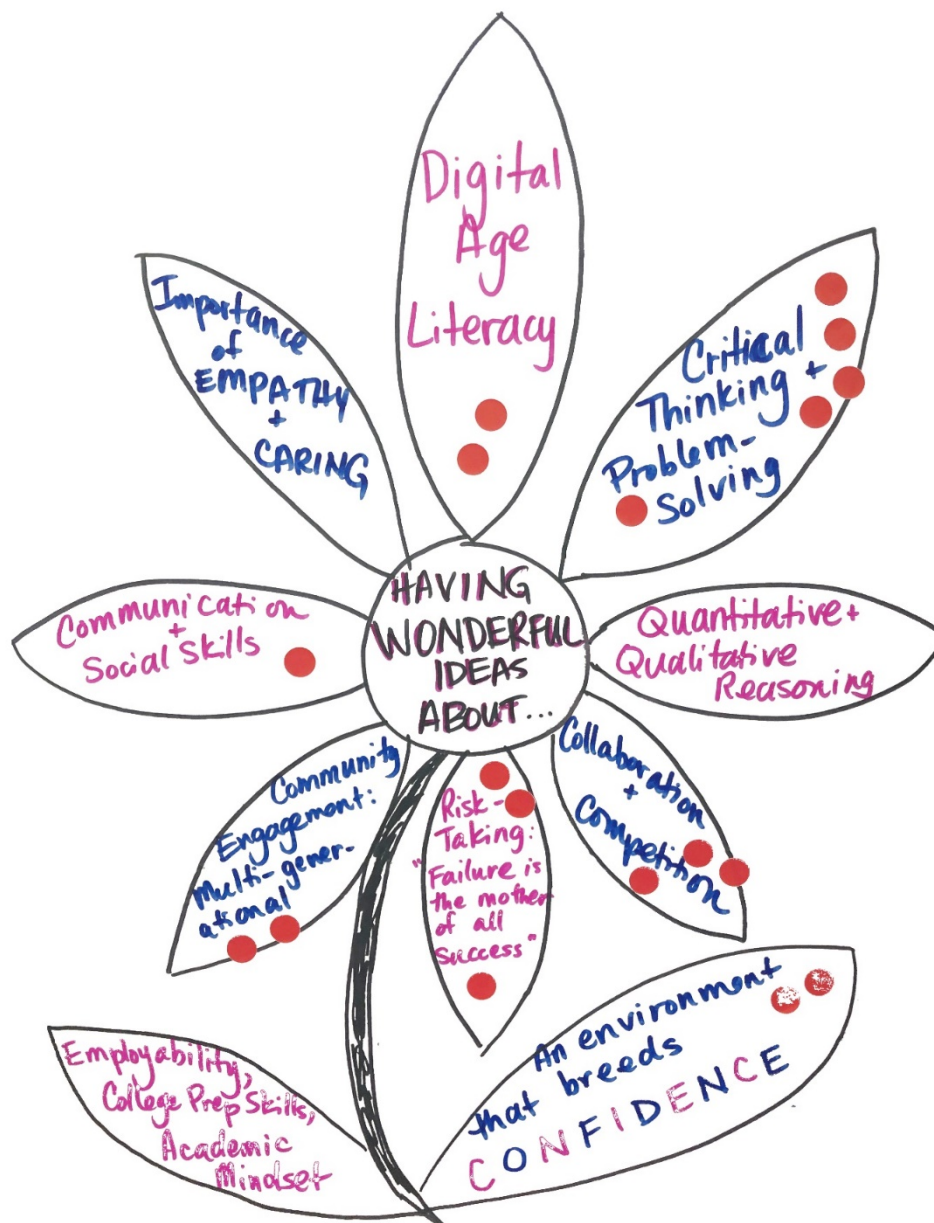 Digital
Age
Literacy
Importance
of
EMPATHY
+
CARING
Critical
Thinking +
Problem-
Solving
HAVING
WONDERFUL
IDEAS
ABOUT...
Communication
+
Social Skills
Quantitative +
Qualitative
Reasoning
Community
Engagement:
Multi-gener-
ational
Risk-
Taking:
"Failure is
the mother
of all
success"
Collaboration
+
Competition
Employability,
College Prep Skills,
Academic
Mindset
An environment
that breeds
CONFIDENCE